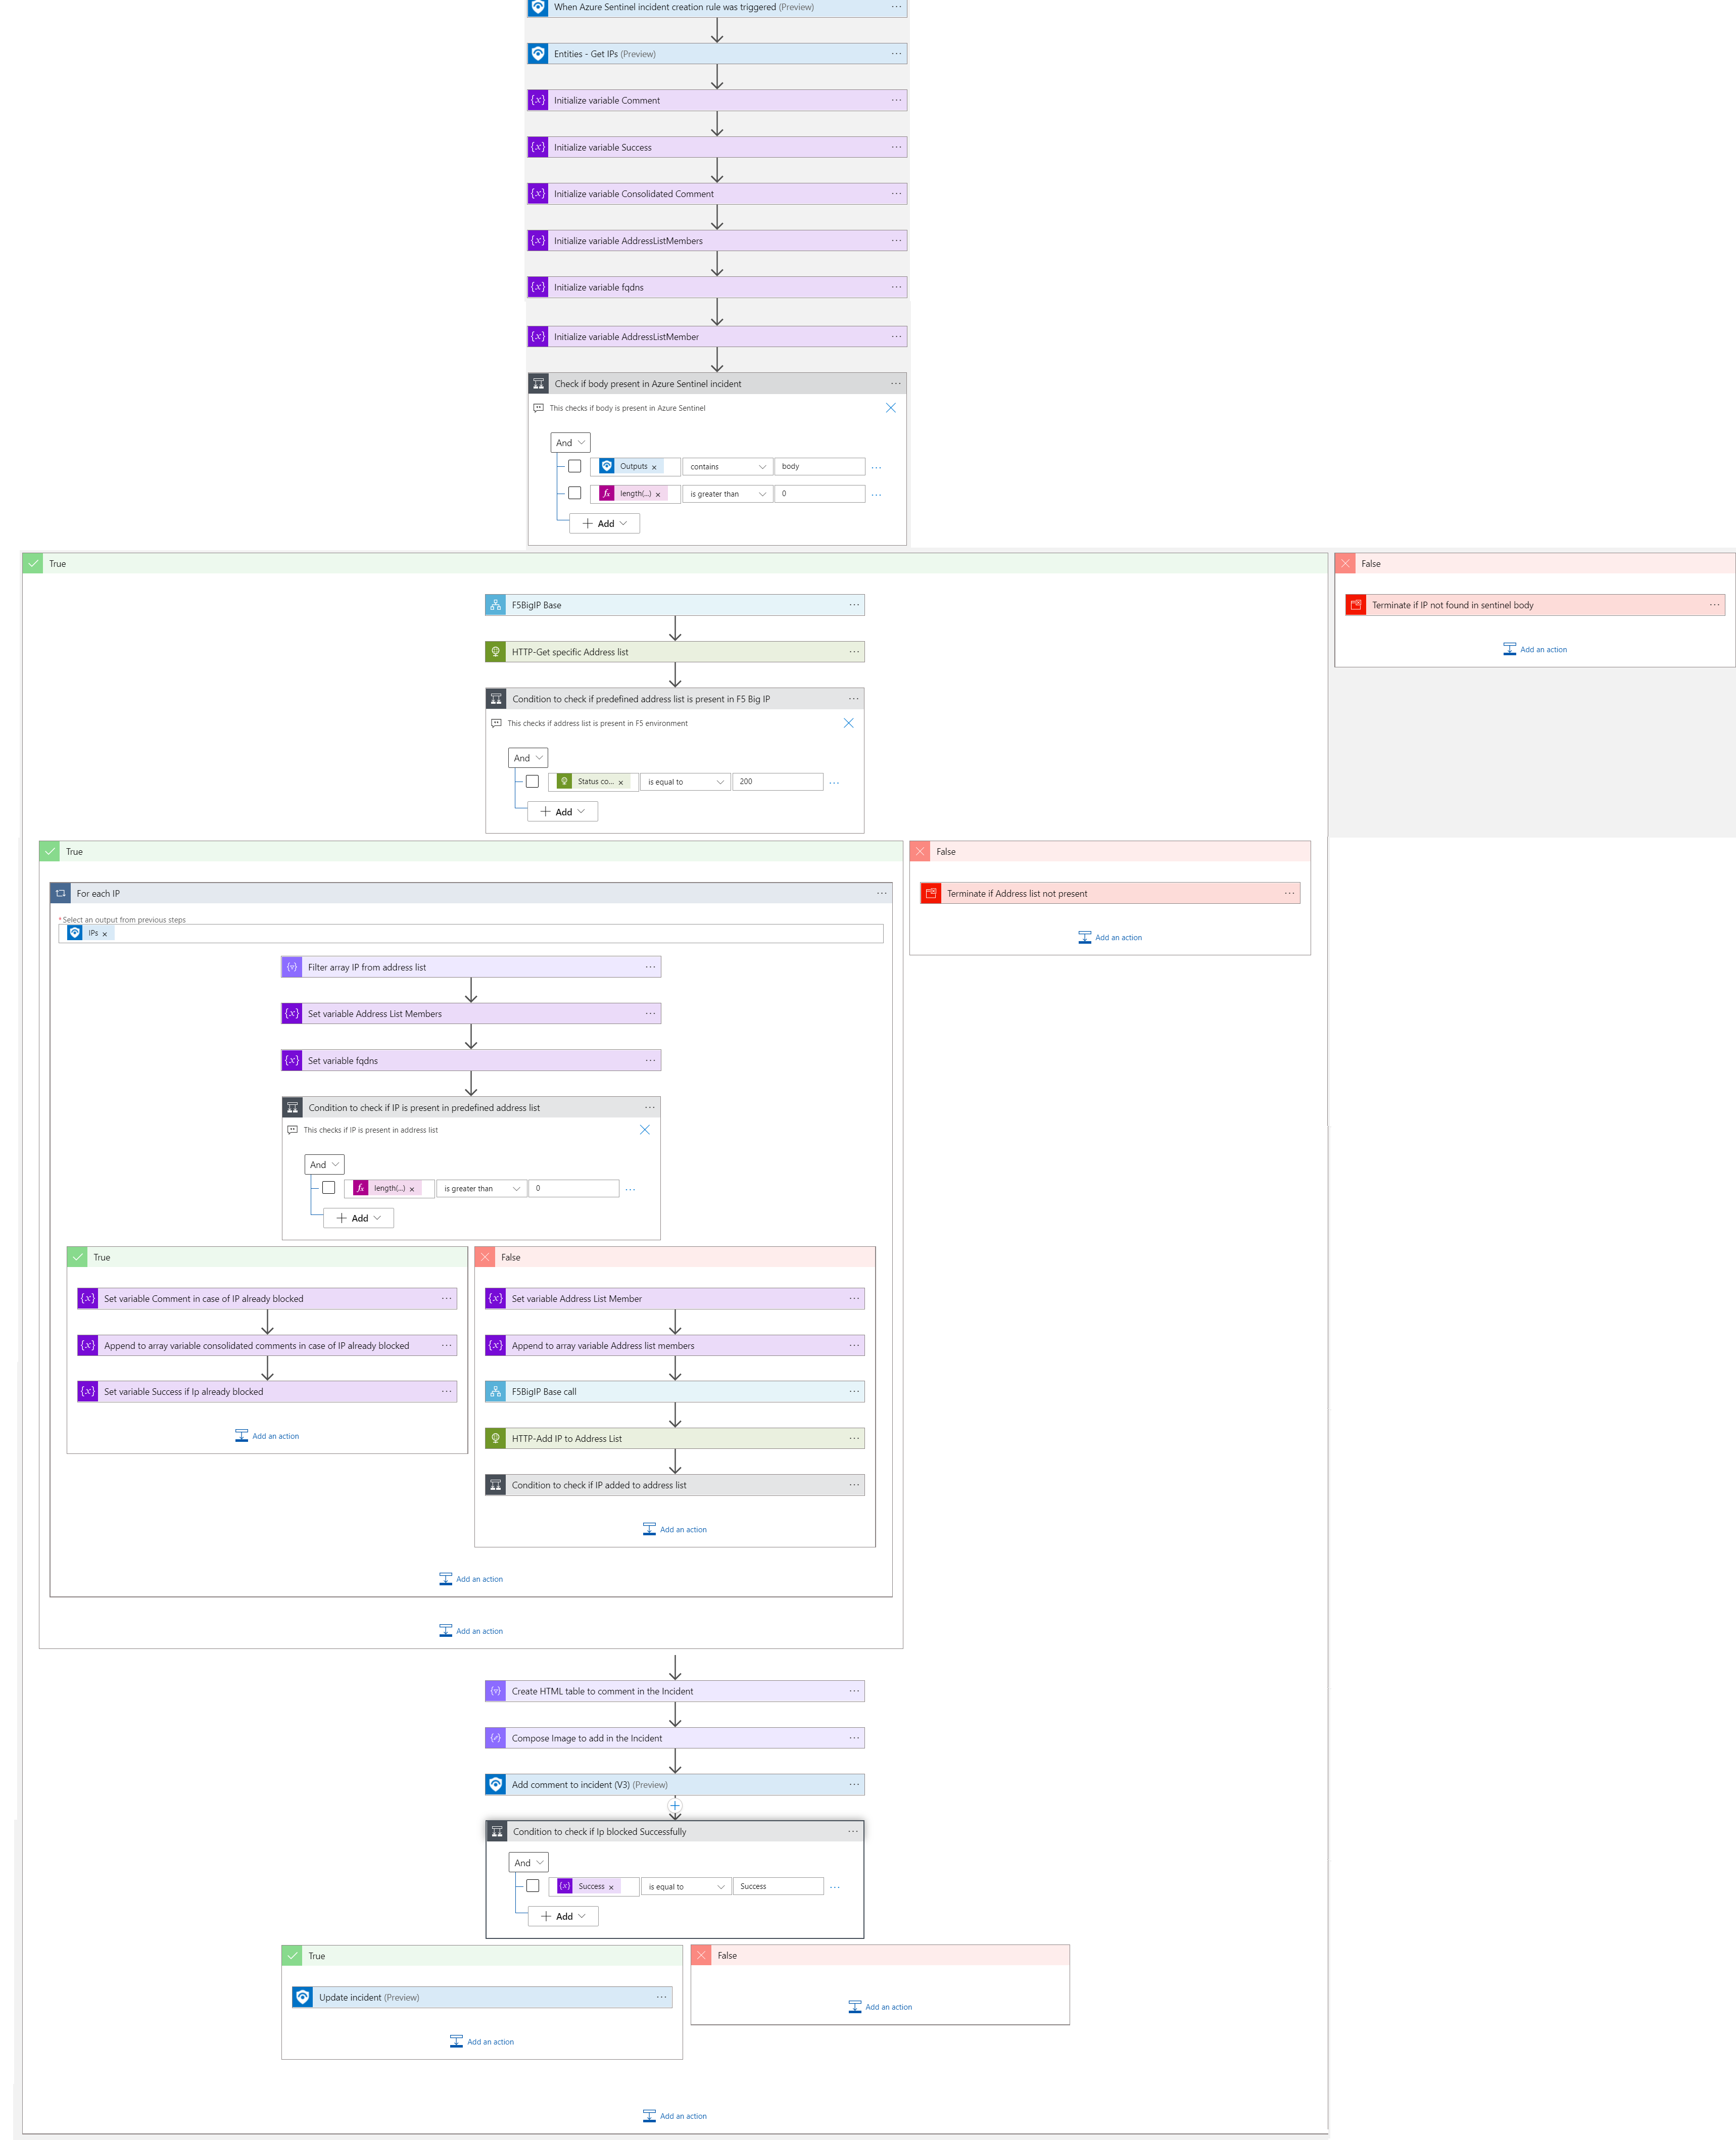 When Azure Sentinel incident creation rule was triggered (Preview)
Entities - Get IPs (Preview)
{x} Initialize variable Comment
{x} Initialize variable Success
{x} Initialize variable Consolidated Comment
{x} Initialize variable AddressListMembers
{x} Initialize variable fqdns
{x} Initialize variable AddressListMember
Check if body present in Azure Sentinel incident
This checks if body is present in Azure Sentinel
And
Outputs × contains body
fx length(...) × is greater than 0
+ Add
True
False
F5BigIP Base
Terminate if IP not found in sentinel body
Add an action
HTTP-Get specific Address list
Condition to check if predefined address list is present in F5 Big IP
This checks if address list is present in F5 environment
And
Status co... × is equal to 200
+ Add
True
False
For each IP
Terminate if Address list not present
Add an action
*Select an output from previous steps
IPs ×
Filter array IP from address list
{x} Set variable Address List Members
{x} Set variable fqdns
Condition to check if IP is present in predefined address list
This checks if IP is present in address list
And
fx length(...) × is greater than 0
+ Add
True
{x} Set variable Comment in case of IP already blocked
{x} Append to array variable consolidated comments in case of IP already blocked
{x} Set variable Success if Ip already blocked
Add an action
False
{x} Set variable Address List Member
{x} Append to array variable Address list members
F5BigIP Base call
HTTP-Add IP to Address List
Condition to check if IP added to address list
Add an action
Add an action
Add an action
Create HTML table to comment in the Incident
Compose Image to add in the Incident
Add comment to incident (V3) (Preview)
Condition to check if Ip blocked Successfully
And
{x} Success × is equal to Success
+ Add
True
False
Update incident (Preview)
Add an action
Add an action
Add an action